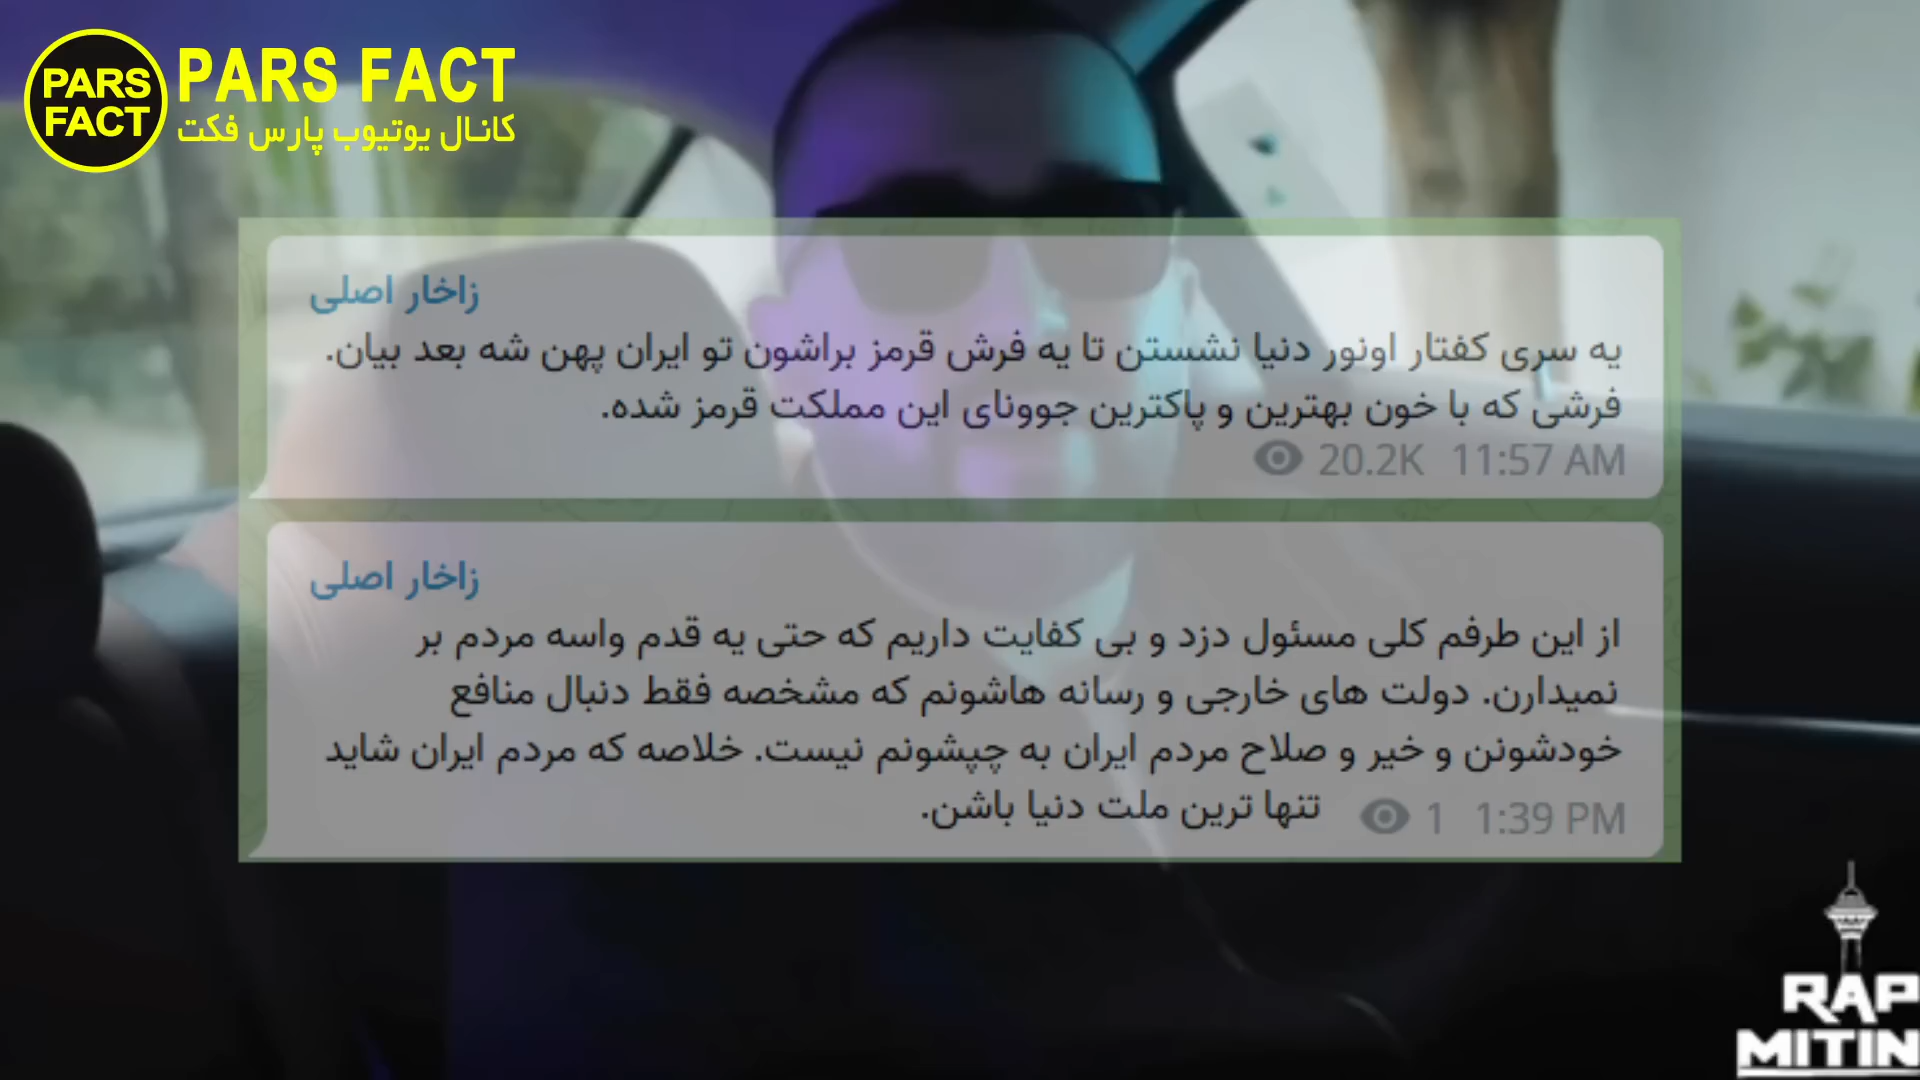 PARS FACT
PARS
FACT
کانال یوتیوب پارس فکت
زاخار اصلی
یه سری کفتار اونور دنیا نشستن تا یه فرش قرمز براشون تو ایران پهن شه بعد بیان.
فرشی که با خون بهترین و پاکترین جوونای این مملکت قرمز شده.
20.2K 11:57 AM
زاخار اصلی
از این طرفم کلی مسئول دزد و بی کفایت داریم که حتی یه قدم واسه مردم بر
نمیدارن. دولت های خارجی و رسانه هاشونم که مشخصه فقط دنبال منافع
خودشونن و خیر و صلاح مردم ایران به چپشونم نیست. خلاصه که مردم ایران شاید
تنها ترین ملت دنیا باشن.
1 1:39 PM
RAP
MITIN